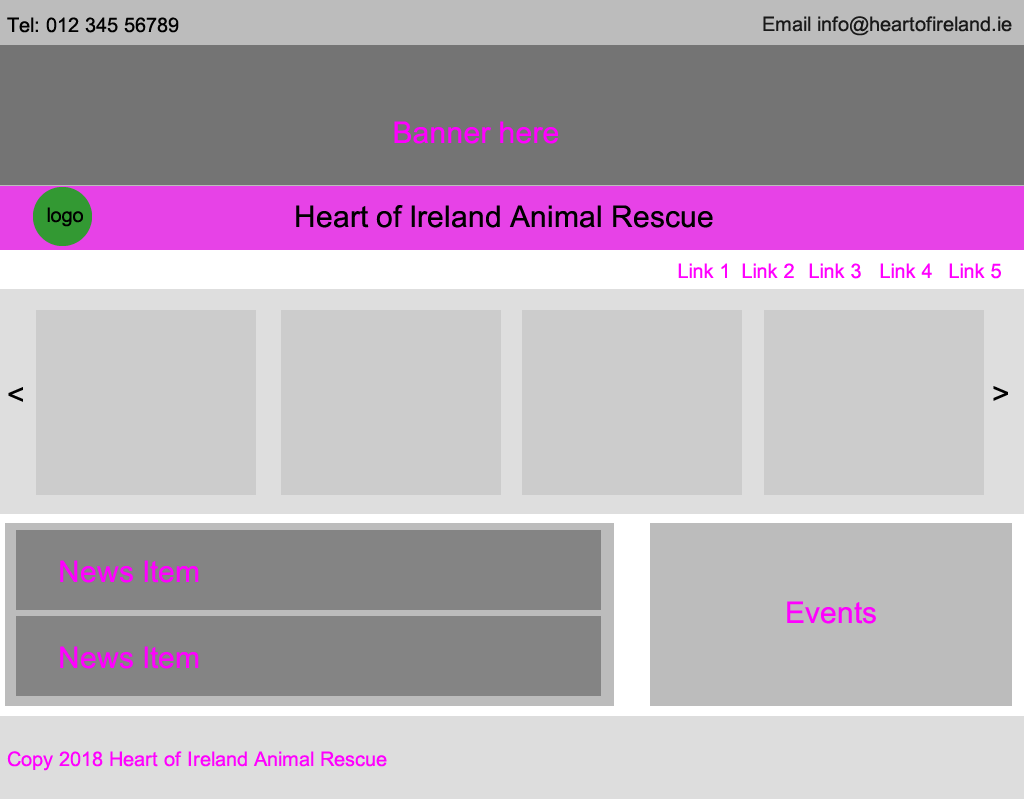 Tel: 012 345 56789
Email info@heartofireland.ie
Banner here
logo
Heart of Ireland Animal Rescue
Link 1 Link 2 Link 3 Link 4 Link 5
< >
News Item
News Item
Events
Copy 2018 Heart of Ireland Animal Rescue